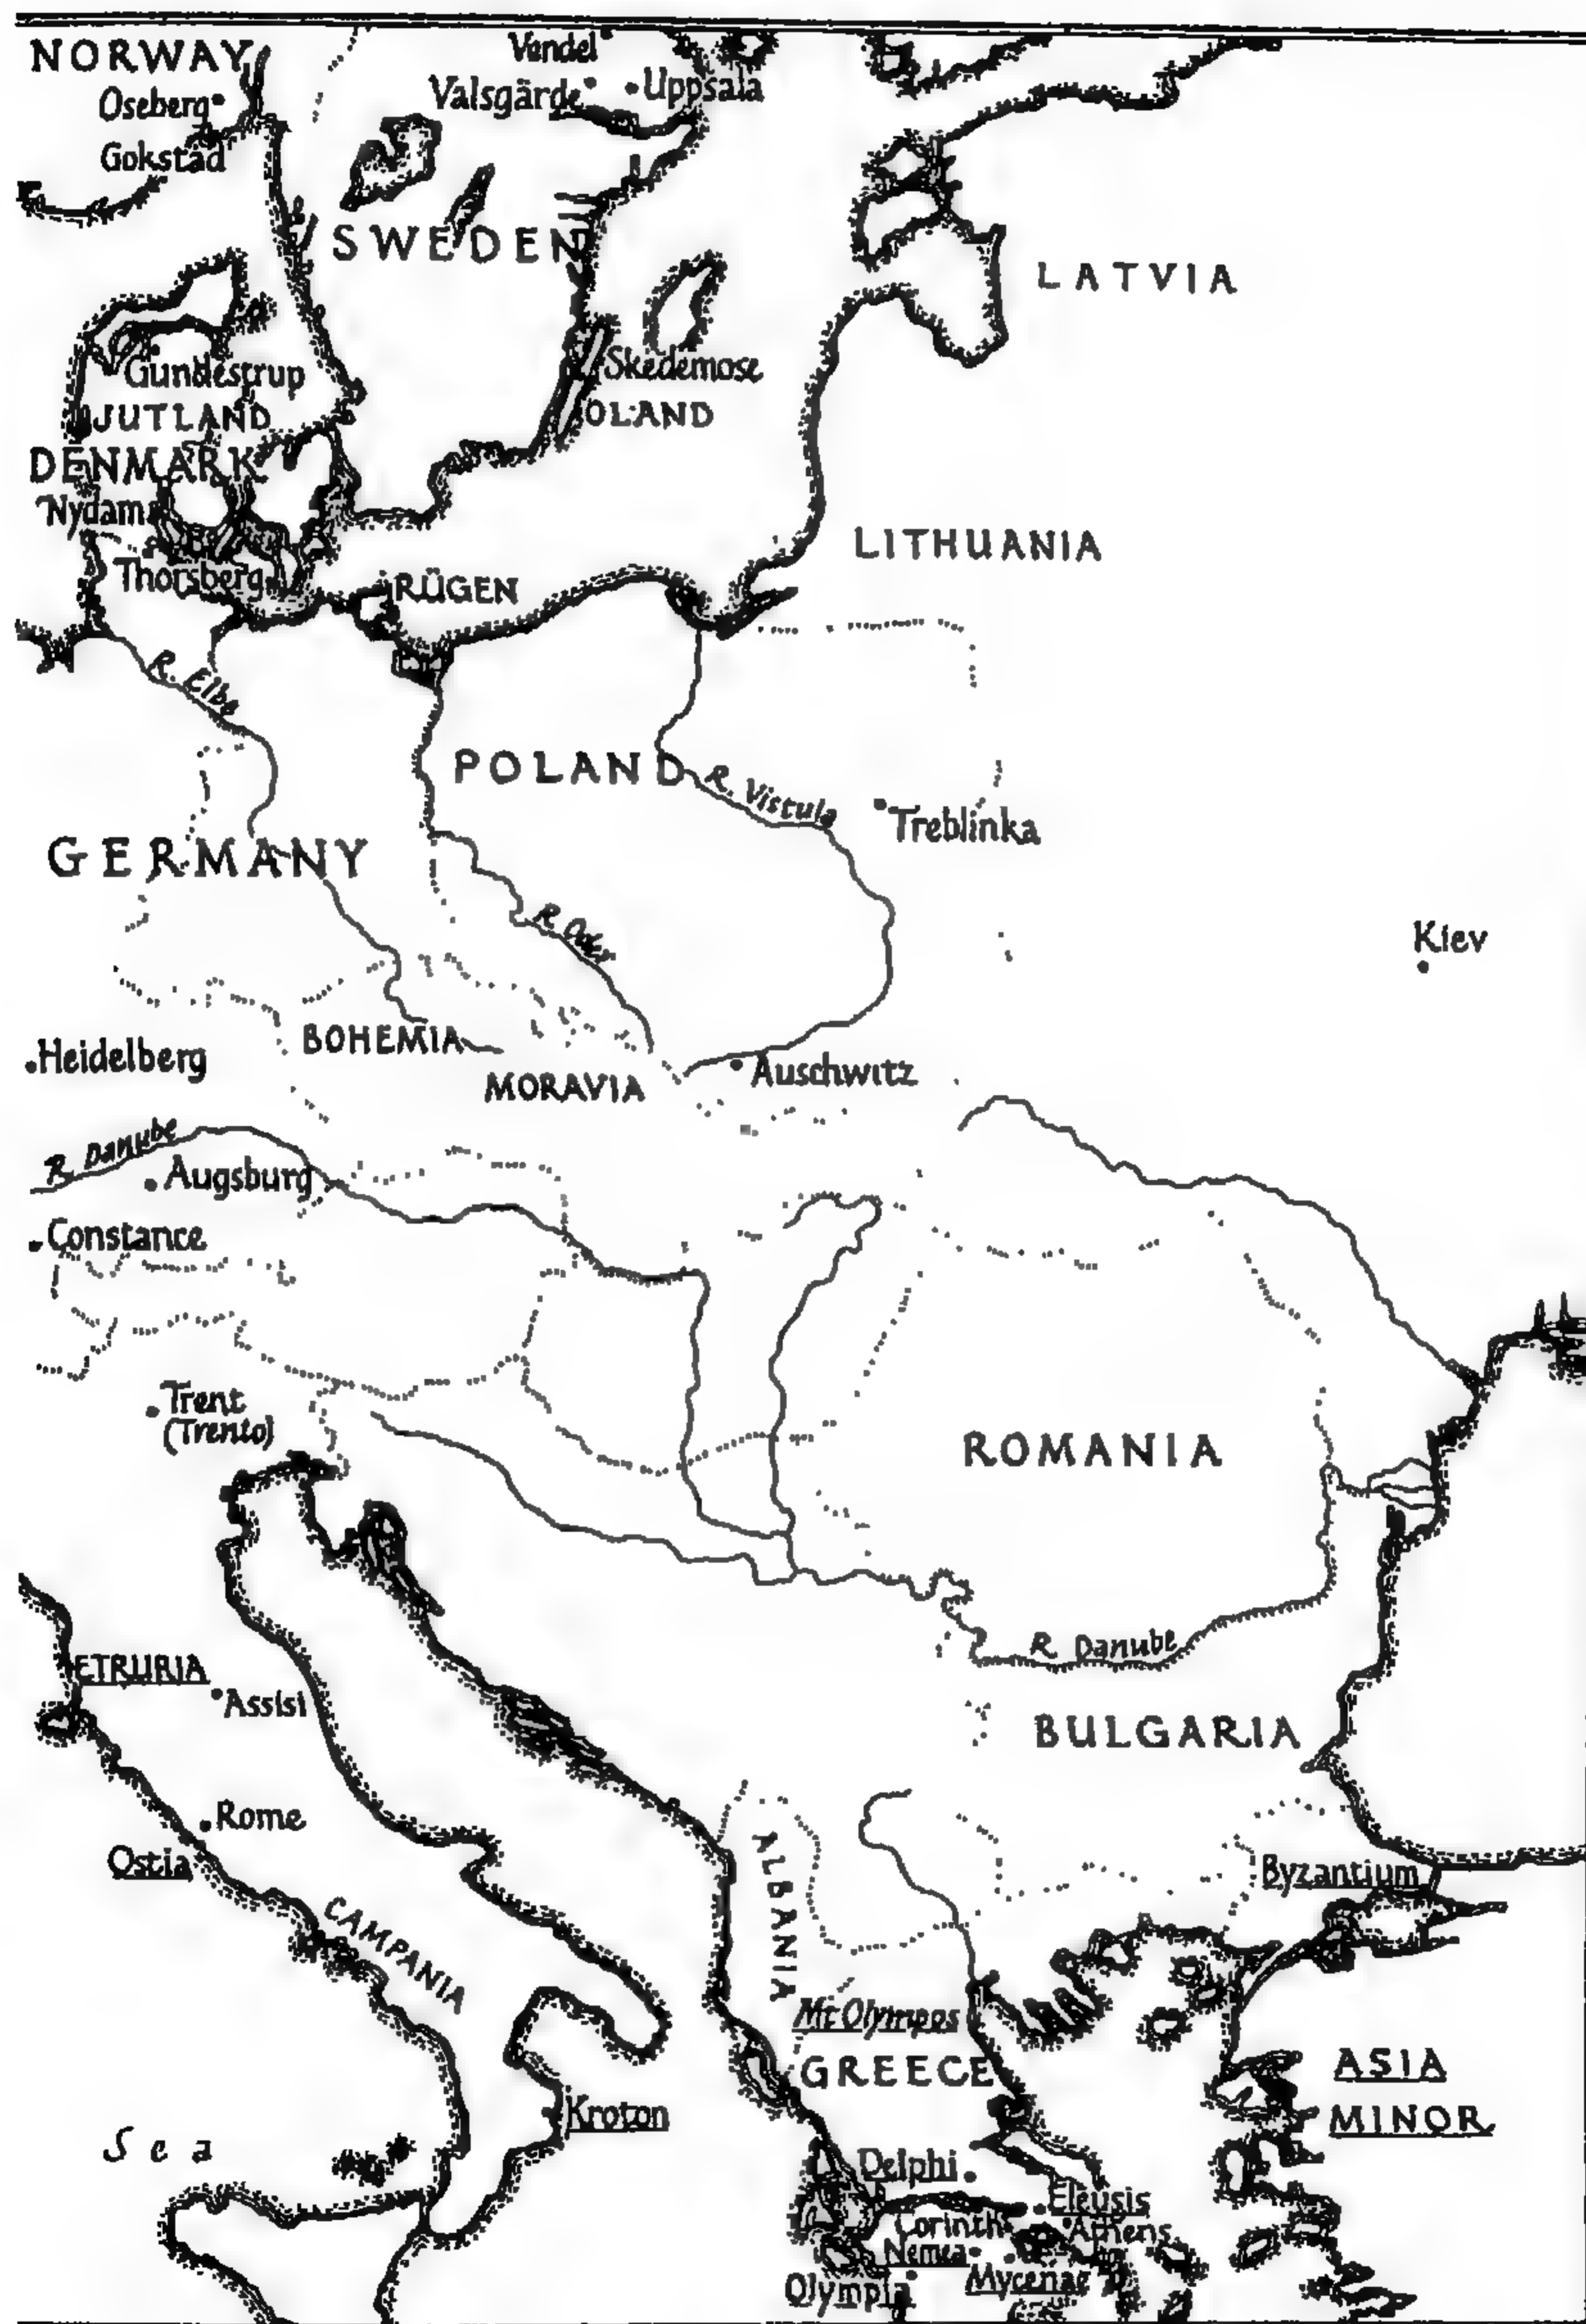 NORWAY
Vendel
Oseberg
Valsgärde
Uppsala
Gokstad
SWEDEN
LATVIA
Gundestrup
Skedemose
JUTLAND
OLAND
DENMARK
Nydam
LITHUANIA
Thorsberg
RÜGEN
R. Elbe
POLAND
R. Vistula
Treblinka
GERMANY
R. Oder
Kiev
BOHEMIA
Heidelberg
MORAVIA
Auschwitz
R. Danube
Augsburg
Constance
Trent
(Trento)
ROMANIA
R. Danube
ETRURIA
Assisi
BULGARIA
Rome
Ostia
ALBANIA
Byzantium
CAMPANIA
Mt Olympos
GREECE
ASIA
MINOR
Kroton
Sea
Delphi
Eleusis
Corinth
Athens
Nemea
Mycenae
Olympia